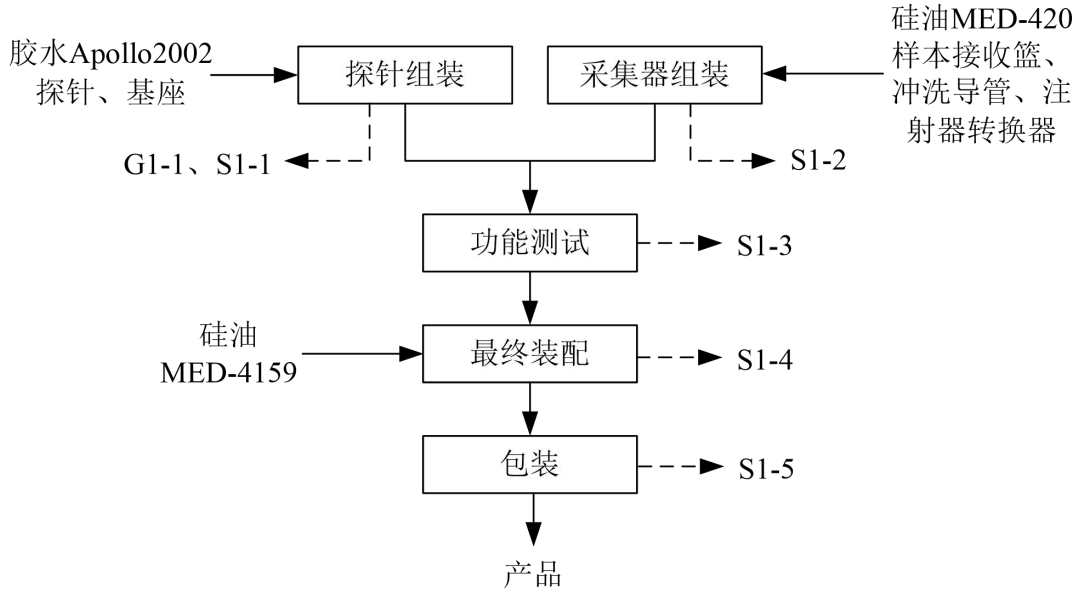 胶水Apollo2002
探针、基座
探针组装
采集器组装
硅油MED-420
样本接收篮、
冲洗导管、注
射器转换器
G1-1、S1-1
S1-2
功能测试
S1-3
硅油
MED-4159
最终装配
S1-4
包装
S1-5
产品